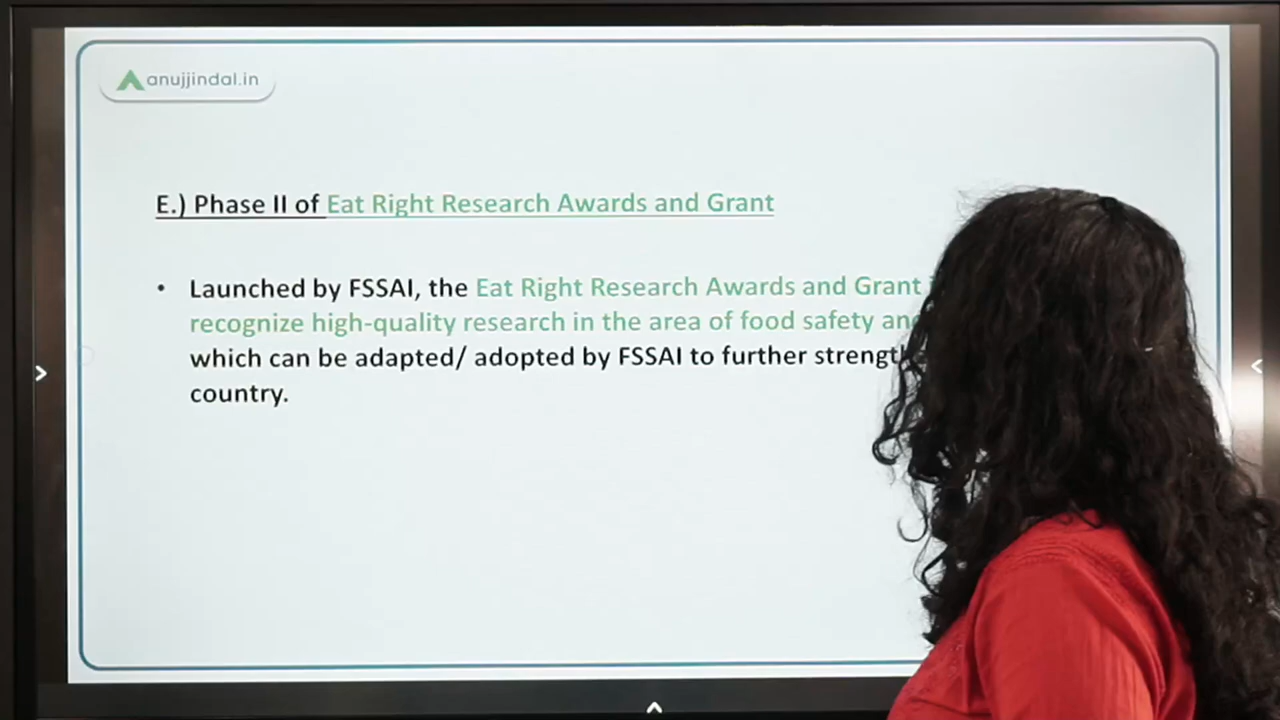 anujjindal.in
E.) Phase II of Eat Right Research Awards and Grant
• Launched by FSSAI, the Eat Right Research Awards and Grant
recognize high-quality research in the area of food safety
which can be adapted/ adopted by FSSAI to further
country.